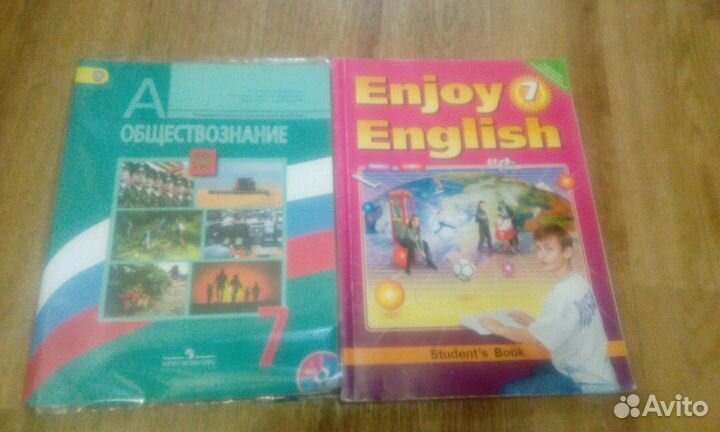 А
ОБЩЕСТВОЗНАНИЕ
7
Enjoy 7
English
Student's Book
Avito